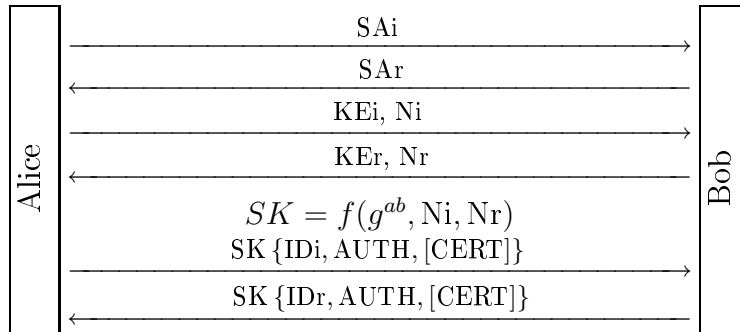 Alice
SAi
SAr
KEi, Ni
KEr, Nr
SK = f(g^{ab}, Ni, Nr)
SK {IDi, AUTH, [CERT]}
SK {IDr, AUTH, [CERT]}
Bob